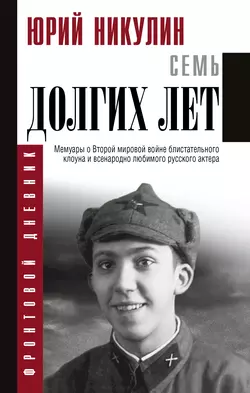 ЮРИЙ НИКУЛИН
СЕМЬ
ДОЛГИХ ЛЕТ
Мемуары о Второй мировой войне блистательного
клоуна и всенародно любимого русского актера
ФРОНТОВОЙ ДНЕВНИК